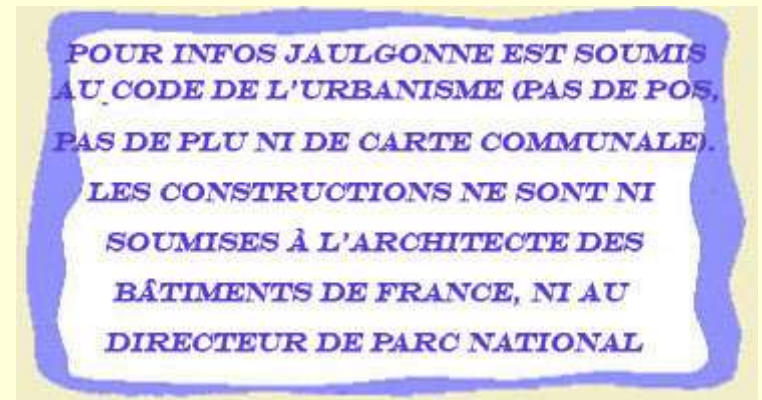 POUR INFOS JAULGONNE EST SOUMIS
AU CODE DE L'URBANISME (PAS DE POS,
PAS DE PLU NI DE CARTE COMMUNALE).
LES CONSTRUCTIONS NE SONT NI
SOUMISES À L'ARCHITECTE DES
BÂTIMENTS DE FRANCE, NI AU
DIRECTEUR DE PARC NATIONAL